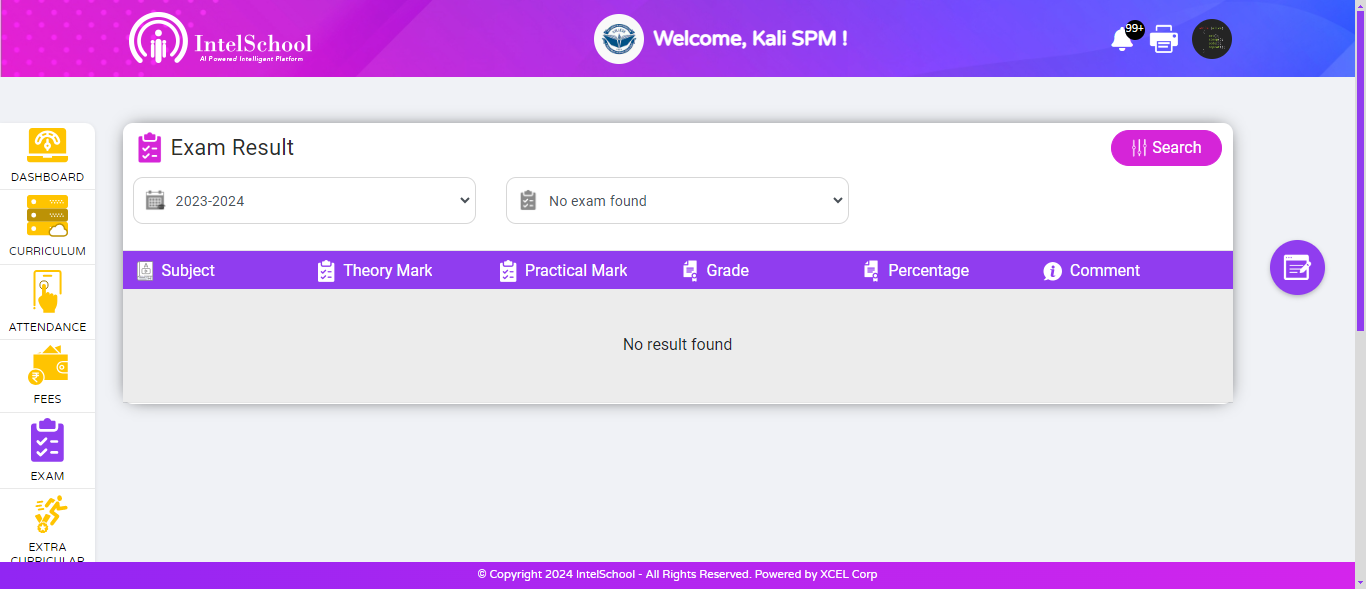 IntelSchool
AI Powered Intelligent Platform
Welcome, Kali SPM !
99+
DASHBOARD
CURRICULUM
ATTENDANCE
FEES
EXAM
EXTRA
CURRICULAR
Exam Result
Search
2023-2024
No exam found
Subject Theory Mark Practical Mark Grade Percentage Comment
No result found
© Copyright 2024 IntelSchool - All Rights Reserved. Powered by XCEL Corp